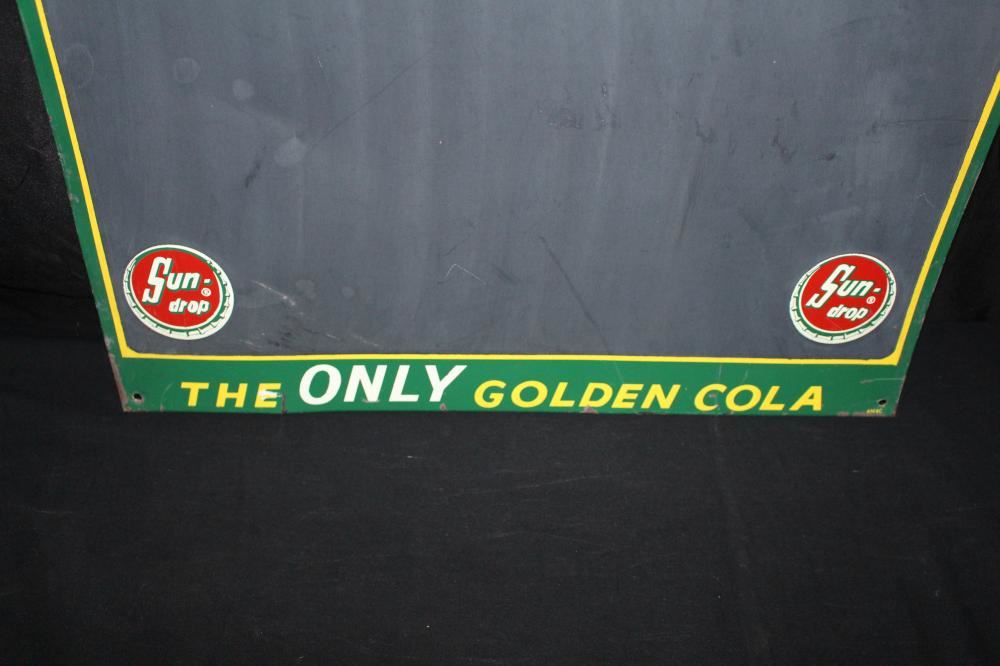 Sun-
drop®
Sun-
drop®
THE ONLY GOLDEN COLA